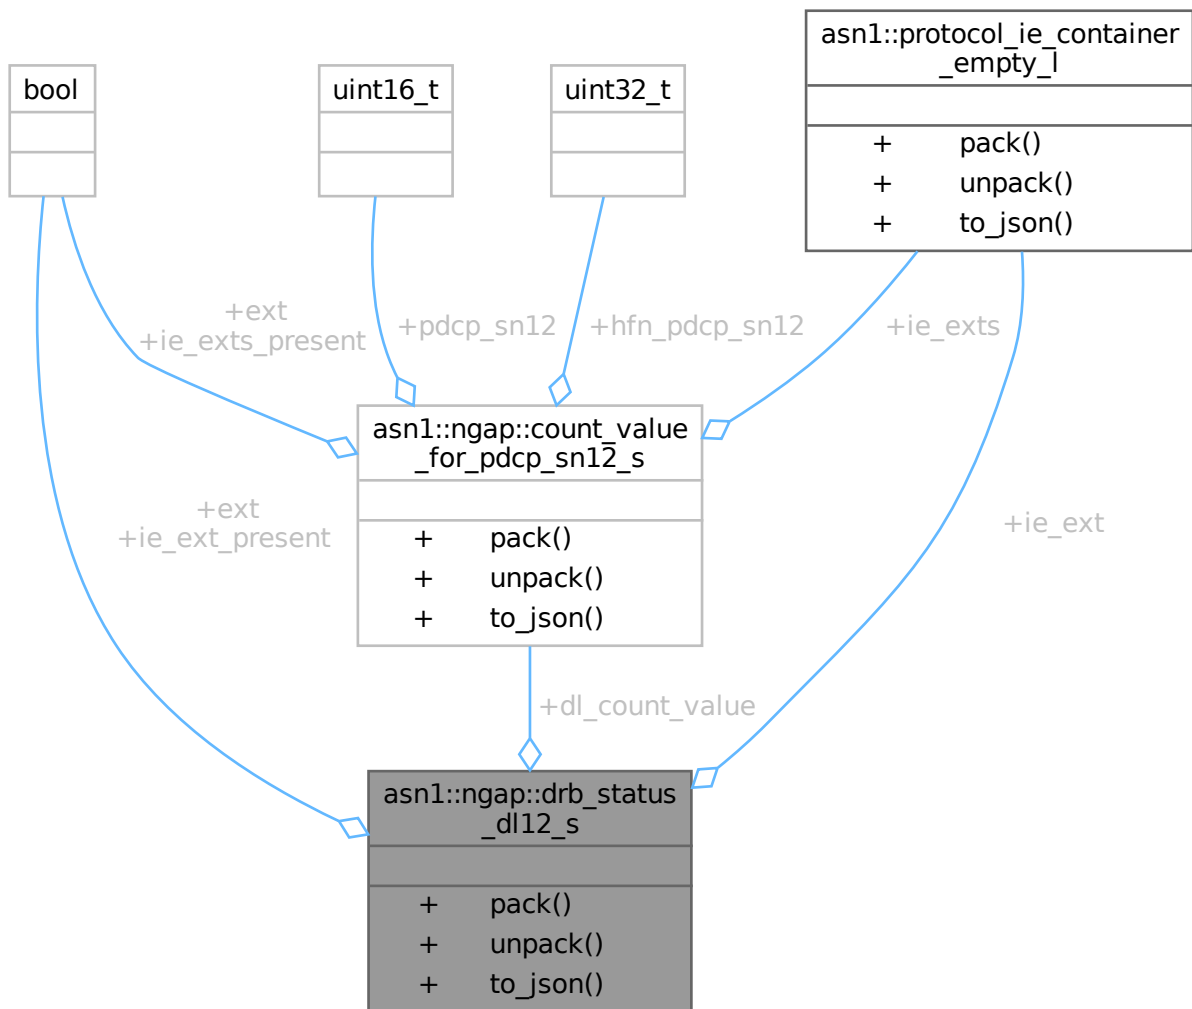 asn1::protocol_ie_container
_empty_l
+ pack()
+ unpack()
+ to_json()
bool
uint16_t
uint32_t
+ext
+ie_exts_present
+pdcp_sn12
+hfn_pdcp_sn12
+ie_exts
asn1::ngap::count_value
_for_pdcp_sn12_s
+ pack()
+ unpack()
+ to_json()
+ext
+ie_ext_present
+ie_ext
+dl_count_value
asn1::ngap::drb_status
_dl12_s
+ pack()
+ unpack()
+ to_json()